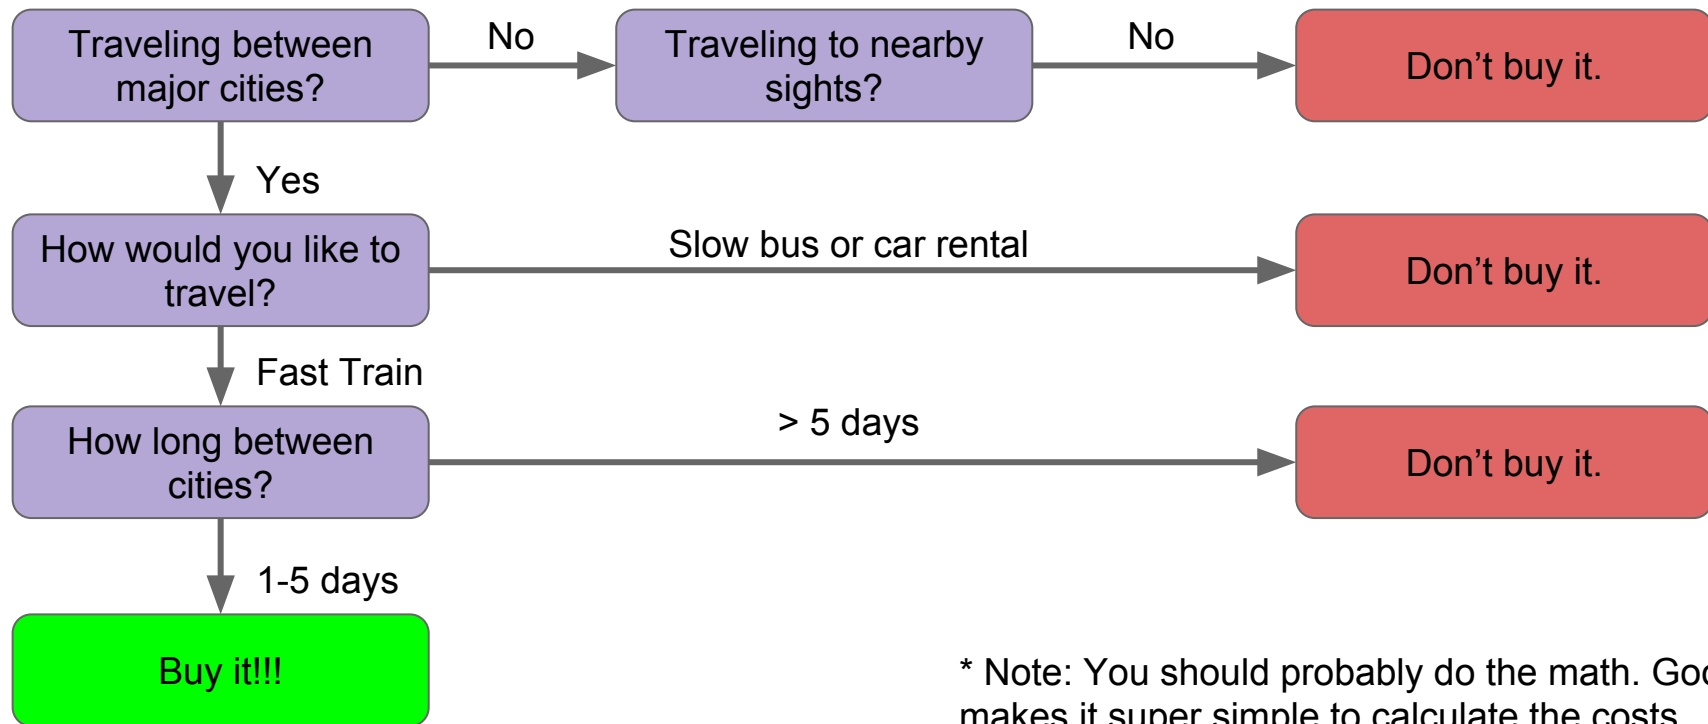 Traveling between
major cities?
No
Traveling to nearby
sights?
No
Don’t buy it.
Yes
How would you like to
travel?
Slow bus or car rental
Don’t buy it.
Fast Train
How long between
cities?
> 5 days
Don’t buy it.
1-5 days
Buy it!!!
* Note: You should probably do the math.
makes it super simple to calculate the costs